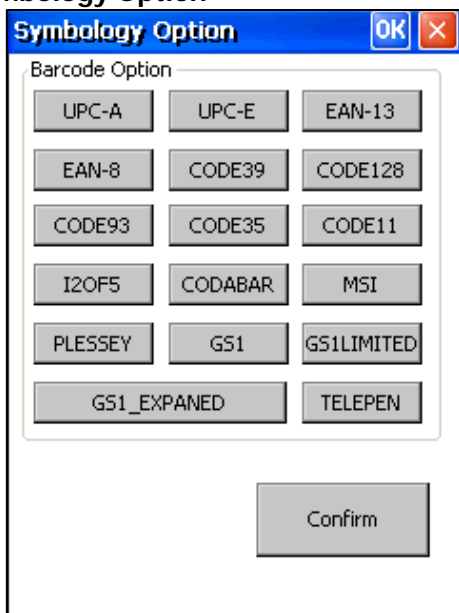 Symbology Option
OK
Barcode Option
UPC-A UPC-E EAN-13
EAN-8 CODE39 CODE128
CODE93 CODE35 CODE11
I2OF5 CODABAR MSI
PLESSEY GS1 GS1LIMITED
GS1_EXPANED TELEPEN
Confirm